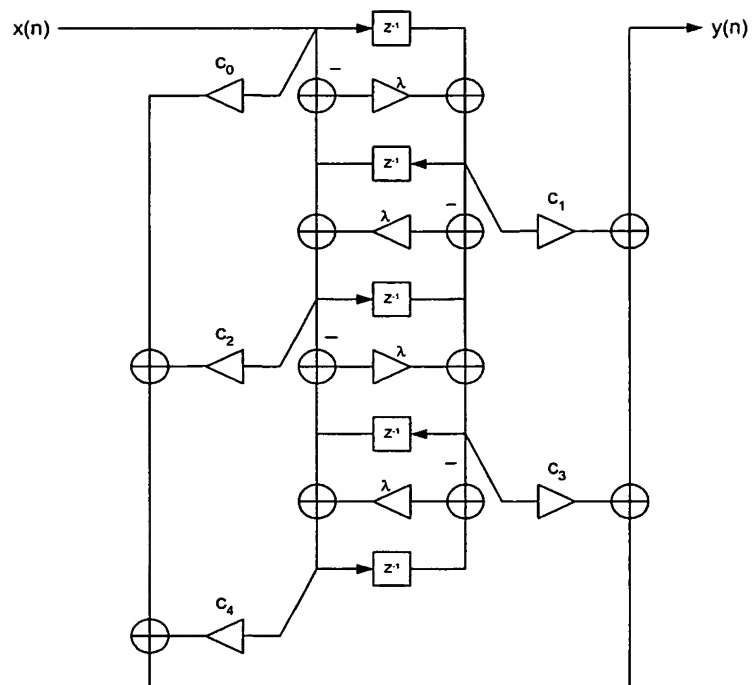 x(n) z⁻¹ y(n)
C₀ − λ
z⁻¹
λ − C₁
z⁻¹
C₂ − λ
z⁻¹
λ − C₃
z⁻¹
C₄